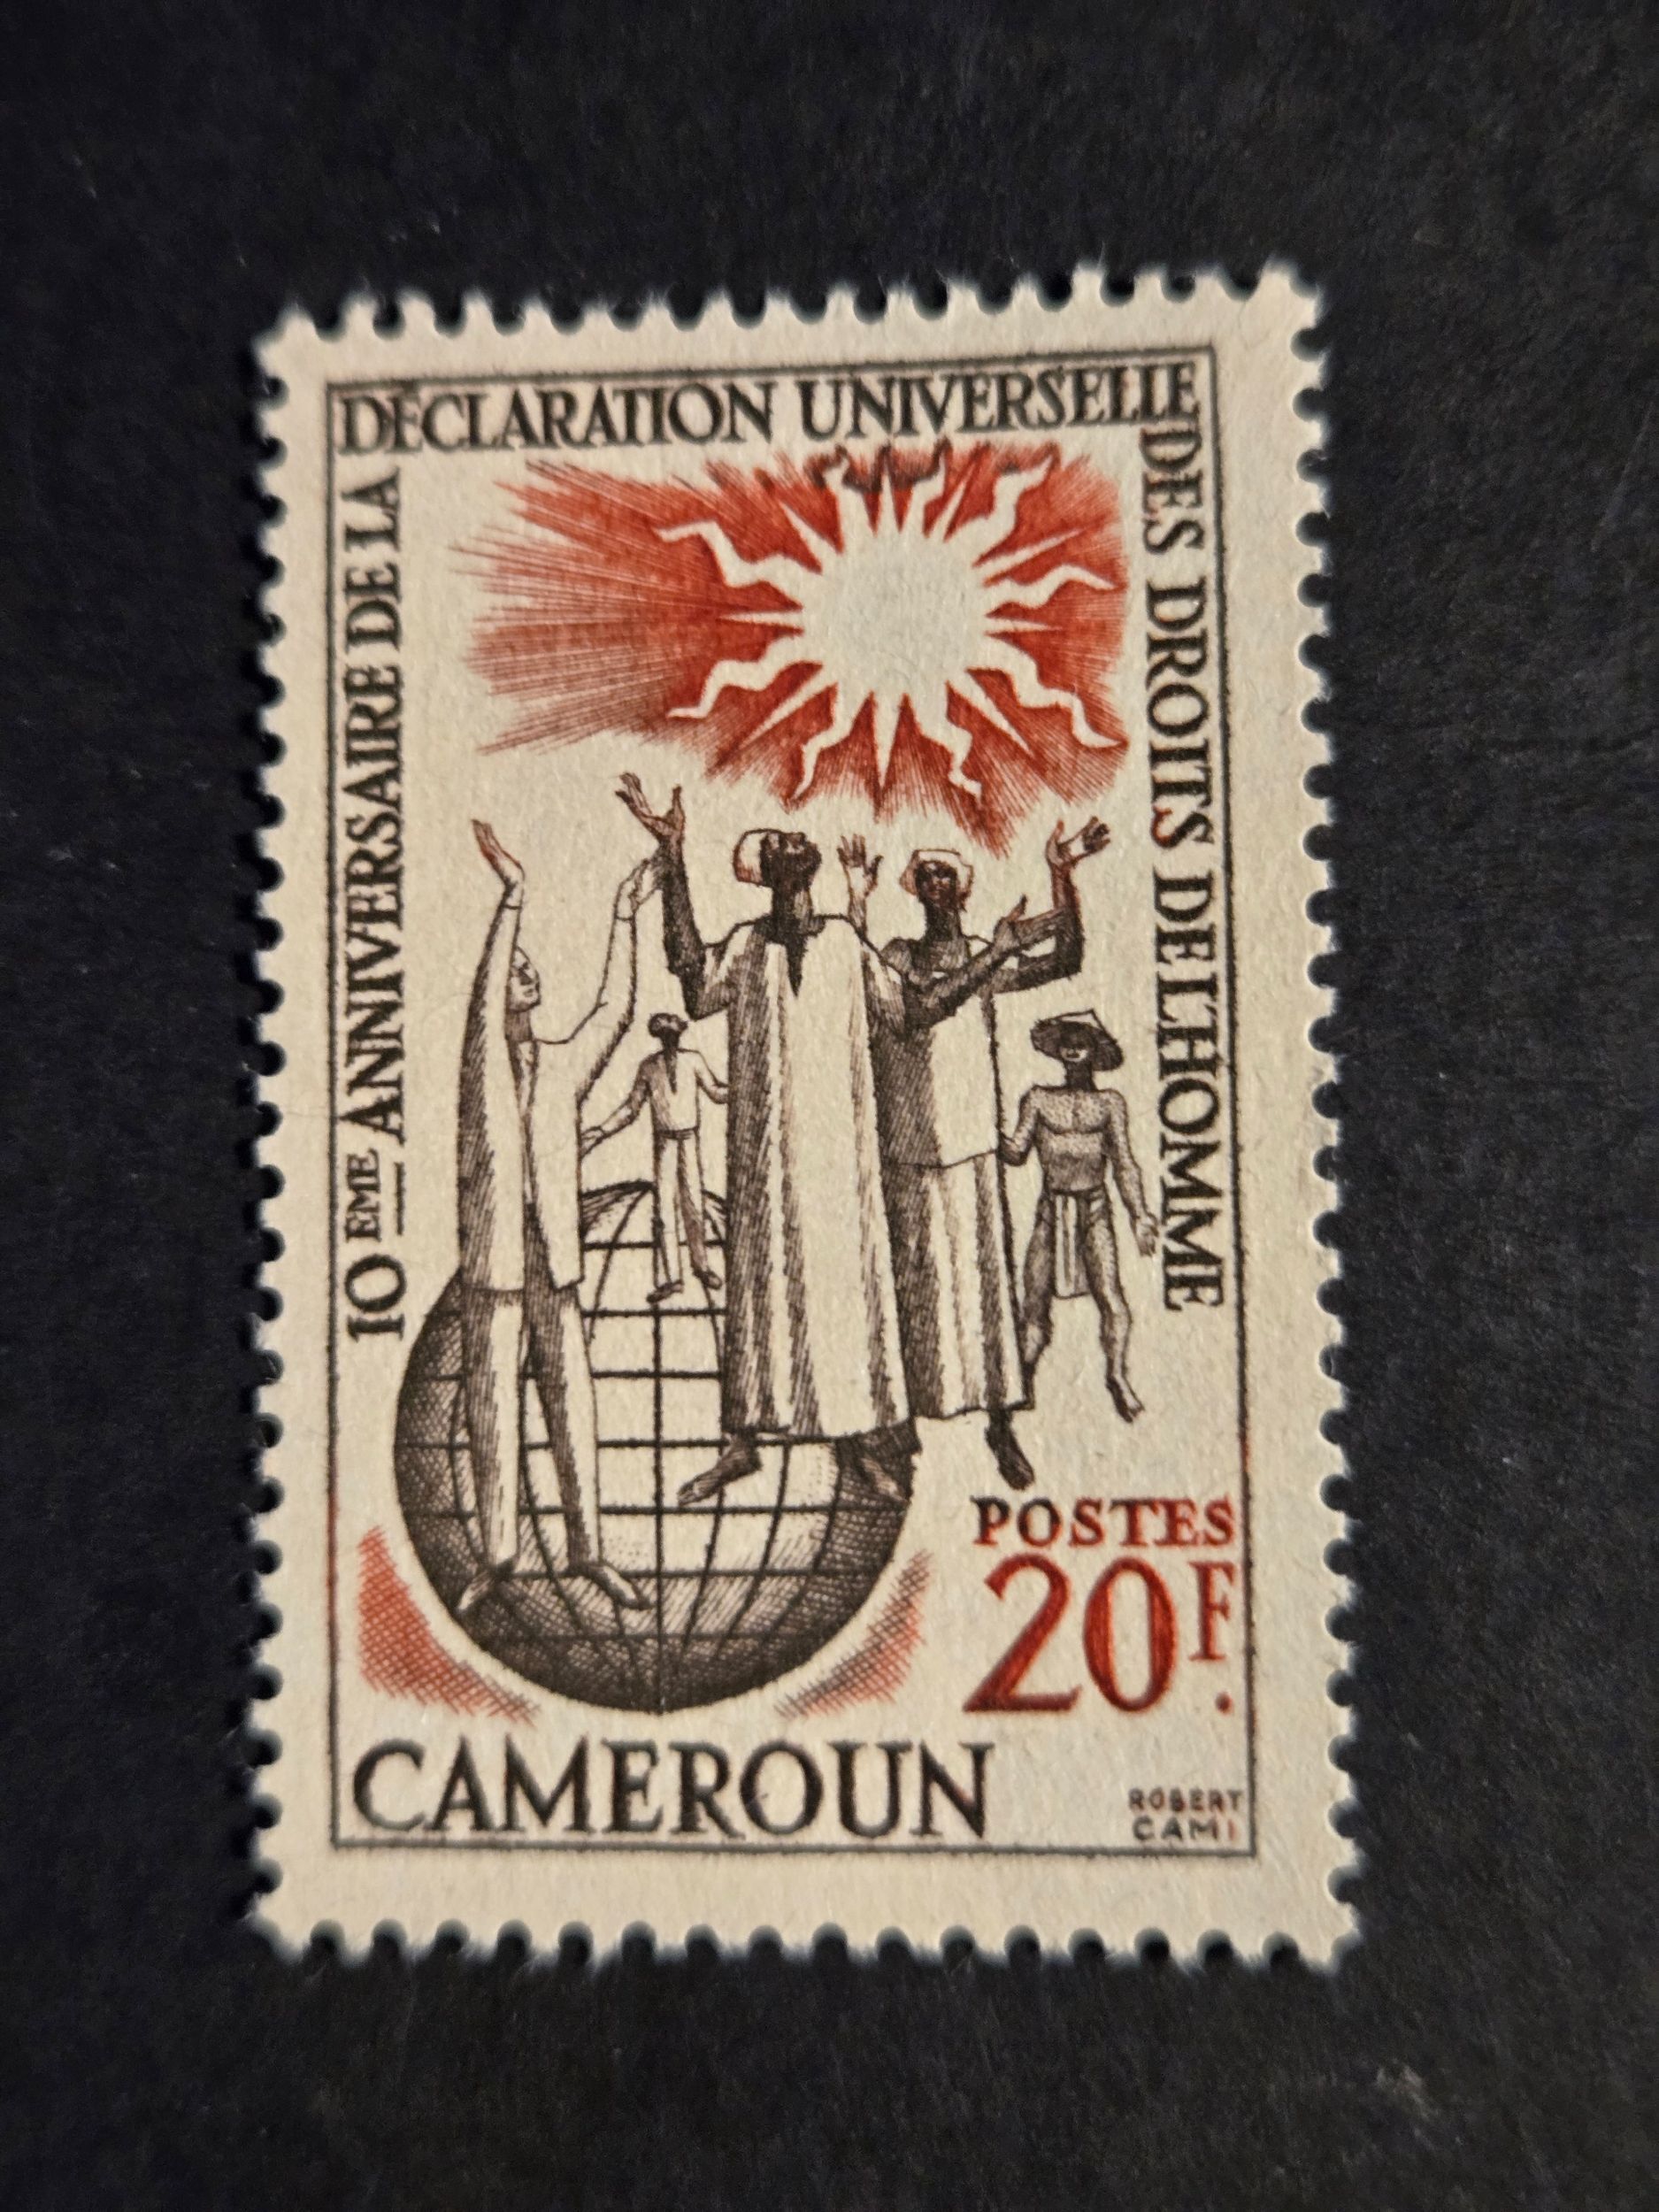 10ÈME ANNIVERSAIRE DE LA
DÉCLARATION UNIVERSELLE
DES DROITS DE L'HOMME
POSTES
20F.
CAMEROUN
ROBERT
CAMI